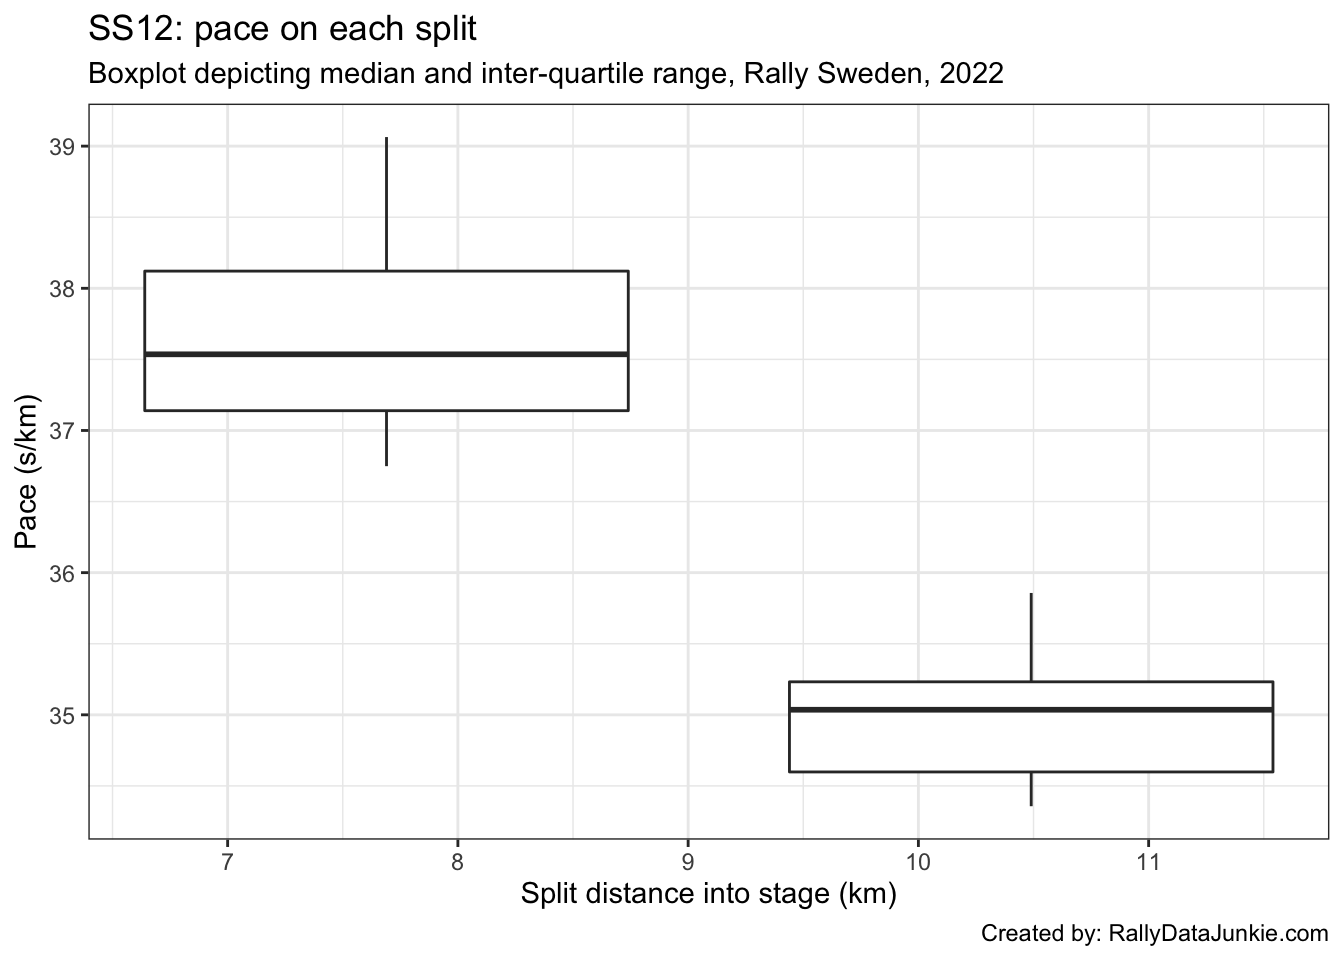 SS12: pace on each split
Boxplot depicting median and inter-quartile range, Rally Sweden, 2022
39
38
37
36
35
Pace (s/km)
7 8 9 10 11
Split distance into stage (km)
Created by: RallyDataJunkie.com